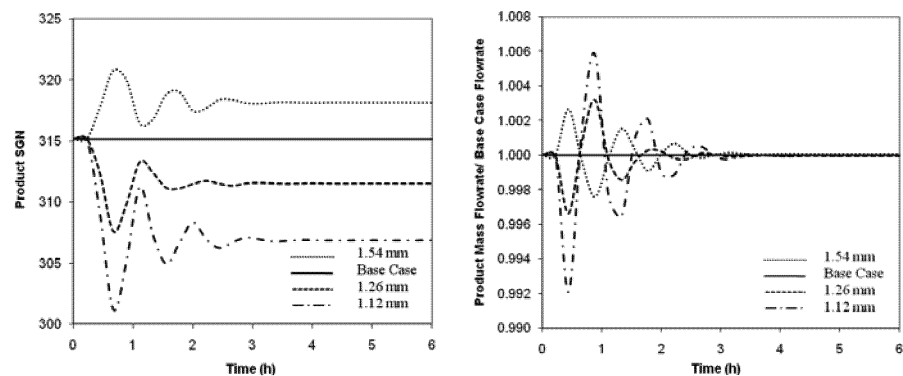 325
320
315
310
305
300
Product SGN
0
1
2
3
4
5
6
Time (h)
1.54 mm
Base Case
1.26 mm
1.12 mm
1.008
1.006
1.004
1.002
1.000
0.998
0.996
0.994
0.992
0.990
Product Mass Flowrate/ Base Case Flowrate
0
1
2
3
4
5
6
Time (h)
1.54 mm
Base Case
1.26 mm
1.12 mm